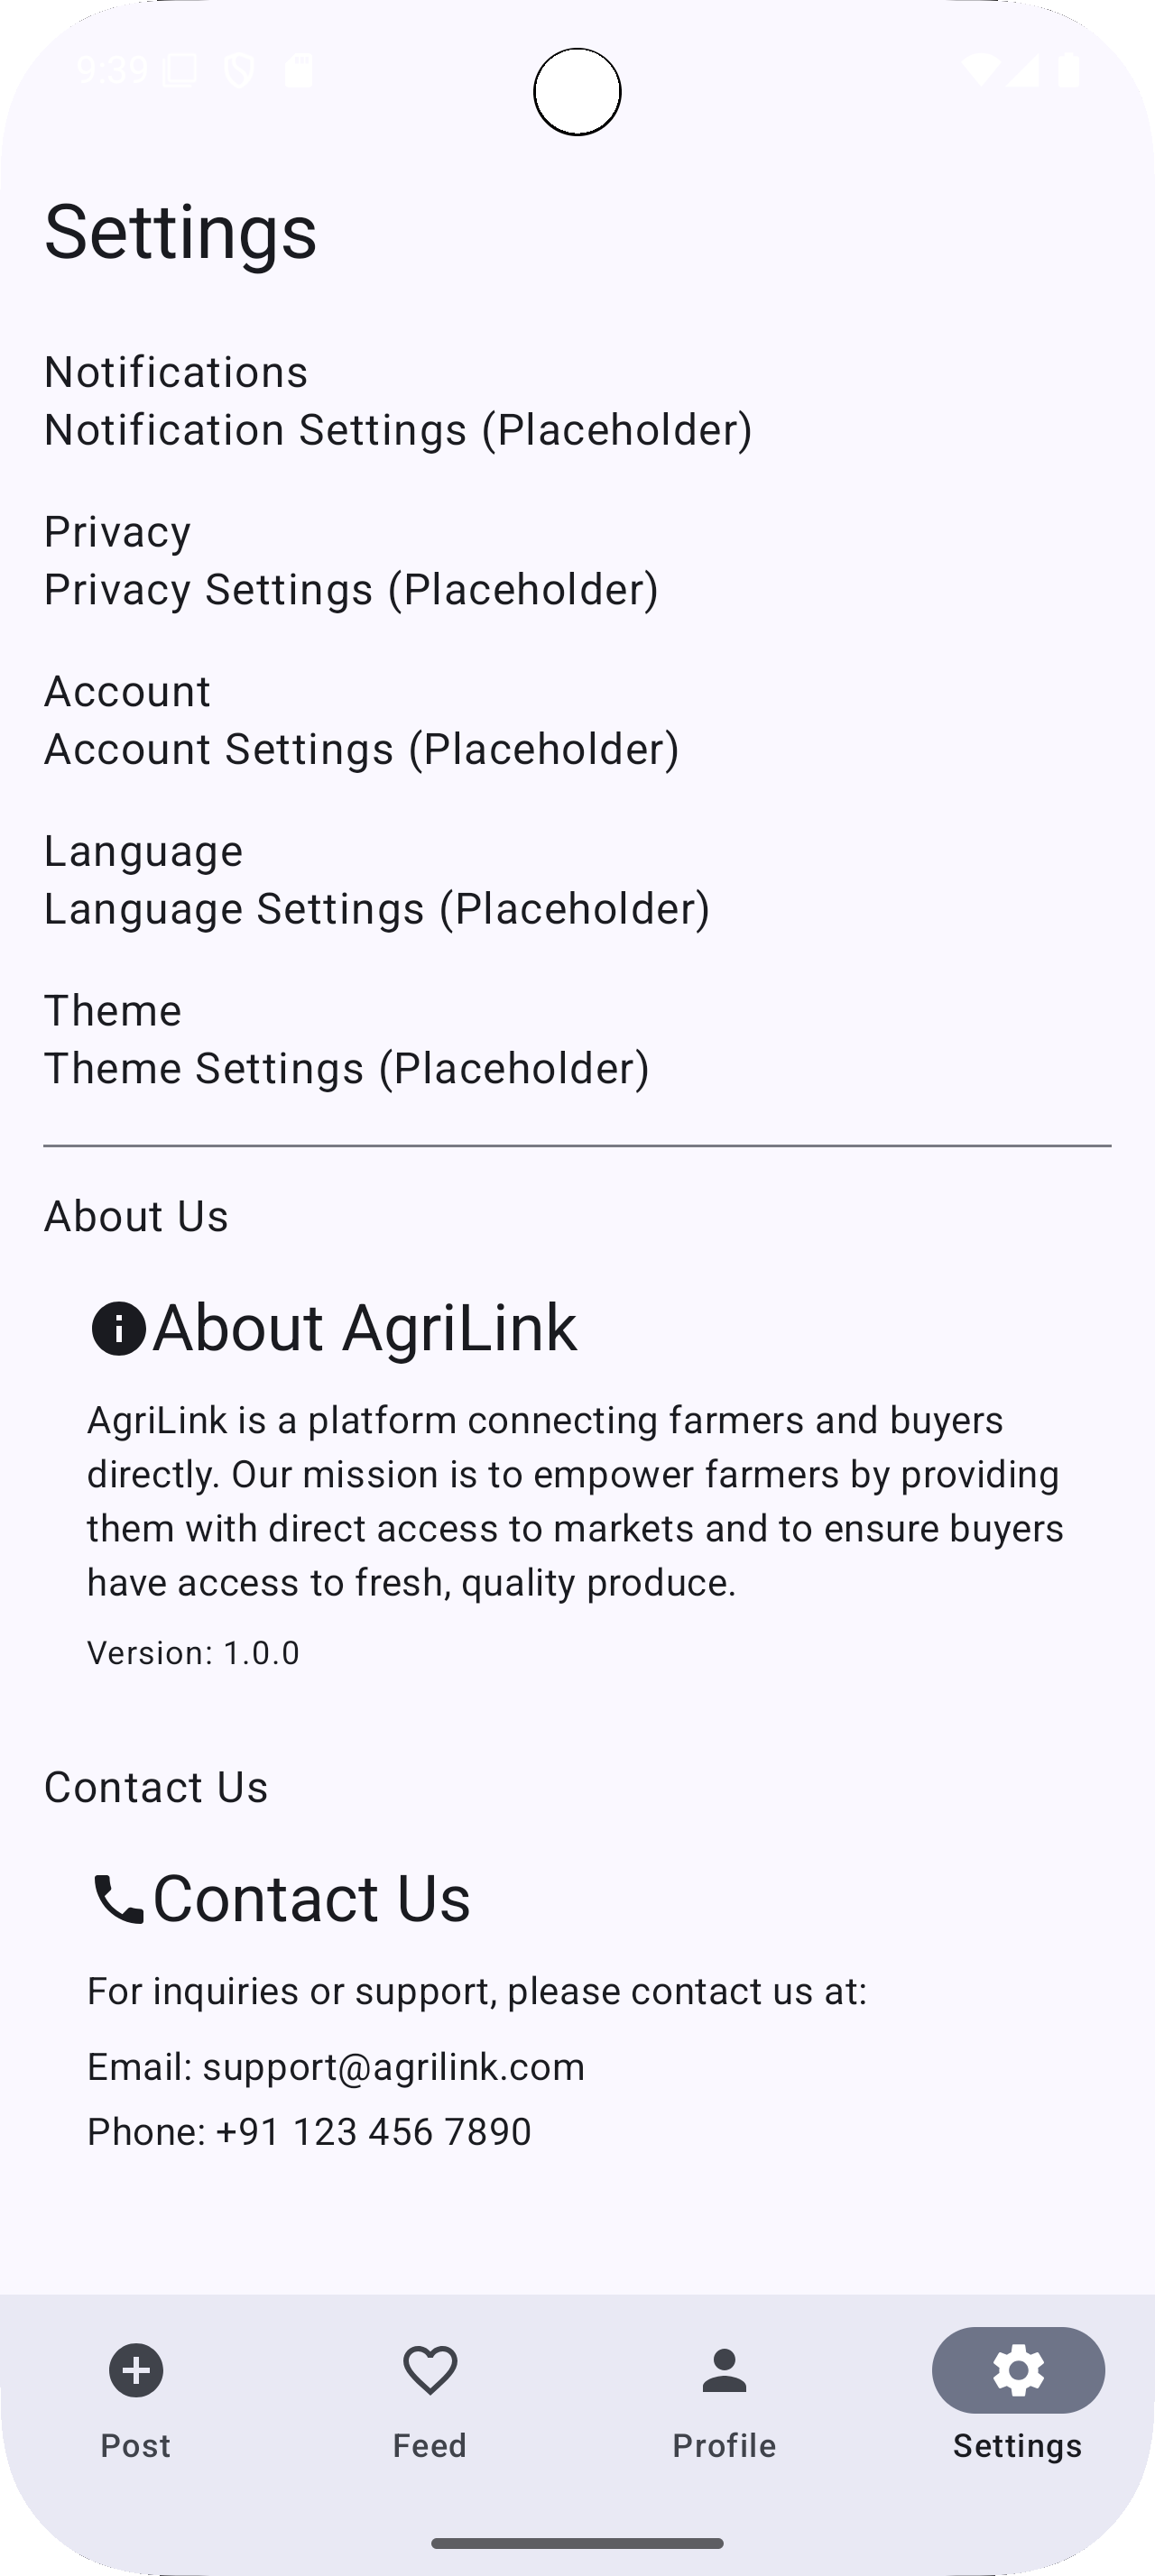 9:39
Settings
Notifications
Notification Settings (Placeholder)
Privacy
Privacy Settings (Placeholder)
Account
Account Settings (Placeholder)
Language
Language Settings (Placeholder)
Theme
Theme Settings (Placeholder)
About Us
About AgriLink
AgriLink is a platform connecting farmers and buyers
directly. Our mission is to empower farmers by providing
them with direct access to markets and to ensure buyers
have access to fresh, quality produce.
Version: 1.0.0
Contact Us
Contact Us
For inquiries or support, please contact us at:
Email: support@agrilink.com
Phone: +91 123 456 7890
Post Feed Profile Settings